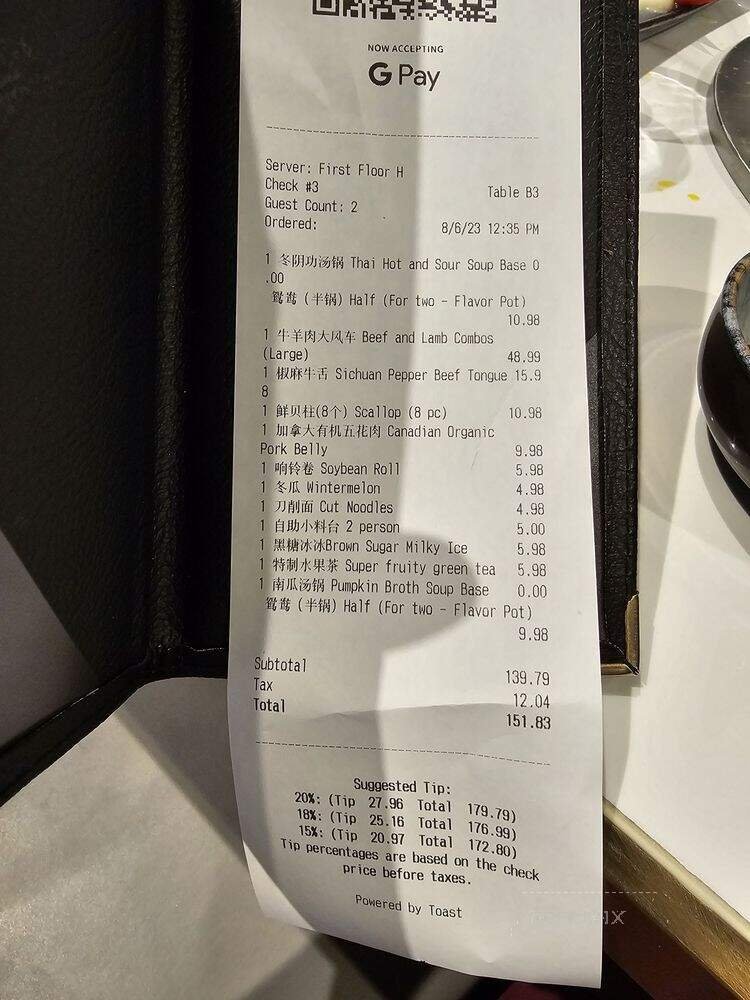 NOW ACCEPTING
G Pay
Server: First Floor H
Check #3 Table B3
Guest Count: 2
Ordered: 8/6/23 12:35 PM
1 冬阴功汤锅 Thai Hot and Sour Soup Base 0
.00
鸳鸯 (半锅) Half (For two - Flavor Pot)
10.98
1 牛羊肉大风车 Beef and Lamb Combos
(Large) 48.99
1 椒麻牛舌 Sichuan Pepper Beef Tongue 15.9
8
1 鲜贝柱(8个) Scallop (8 pc) 10.98
1 加拿大有机五花肉 Canadian Organic
Pork Belly 9.98
1 响铃卷 Soybean Roll 5.98
1 冬瓜 Wintermelon 4.98
1 刀削面 Cut Noodles 4.98
1 自助小料台 2 person 5.00
1 黑糖冰冰Brown Sugar Milky Ice 5.98
1 特制水果茶 Super fruity green tea 5.98
1 南瓜汤锅 Pumpkin Broth Soup Base 0.00
鸳鸯 (半锅) Half (For two - Flavor Pot)
9.98
Subtotal 139.79
Tax 12.04
Total 151.83
Suggested Tip:
20%: (Tip 27.96 Total 179.79)
18%: (Tip 25.16 Total 176.99)
15%: (Tip 20.97 Total 172.80)
Tip percentages are based on the check
price before taxes.
Powered by Toast